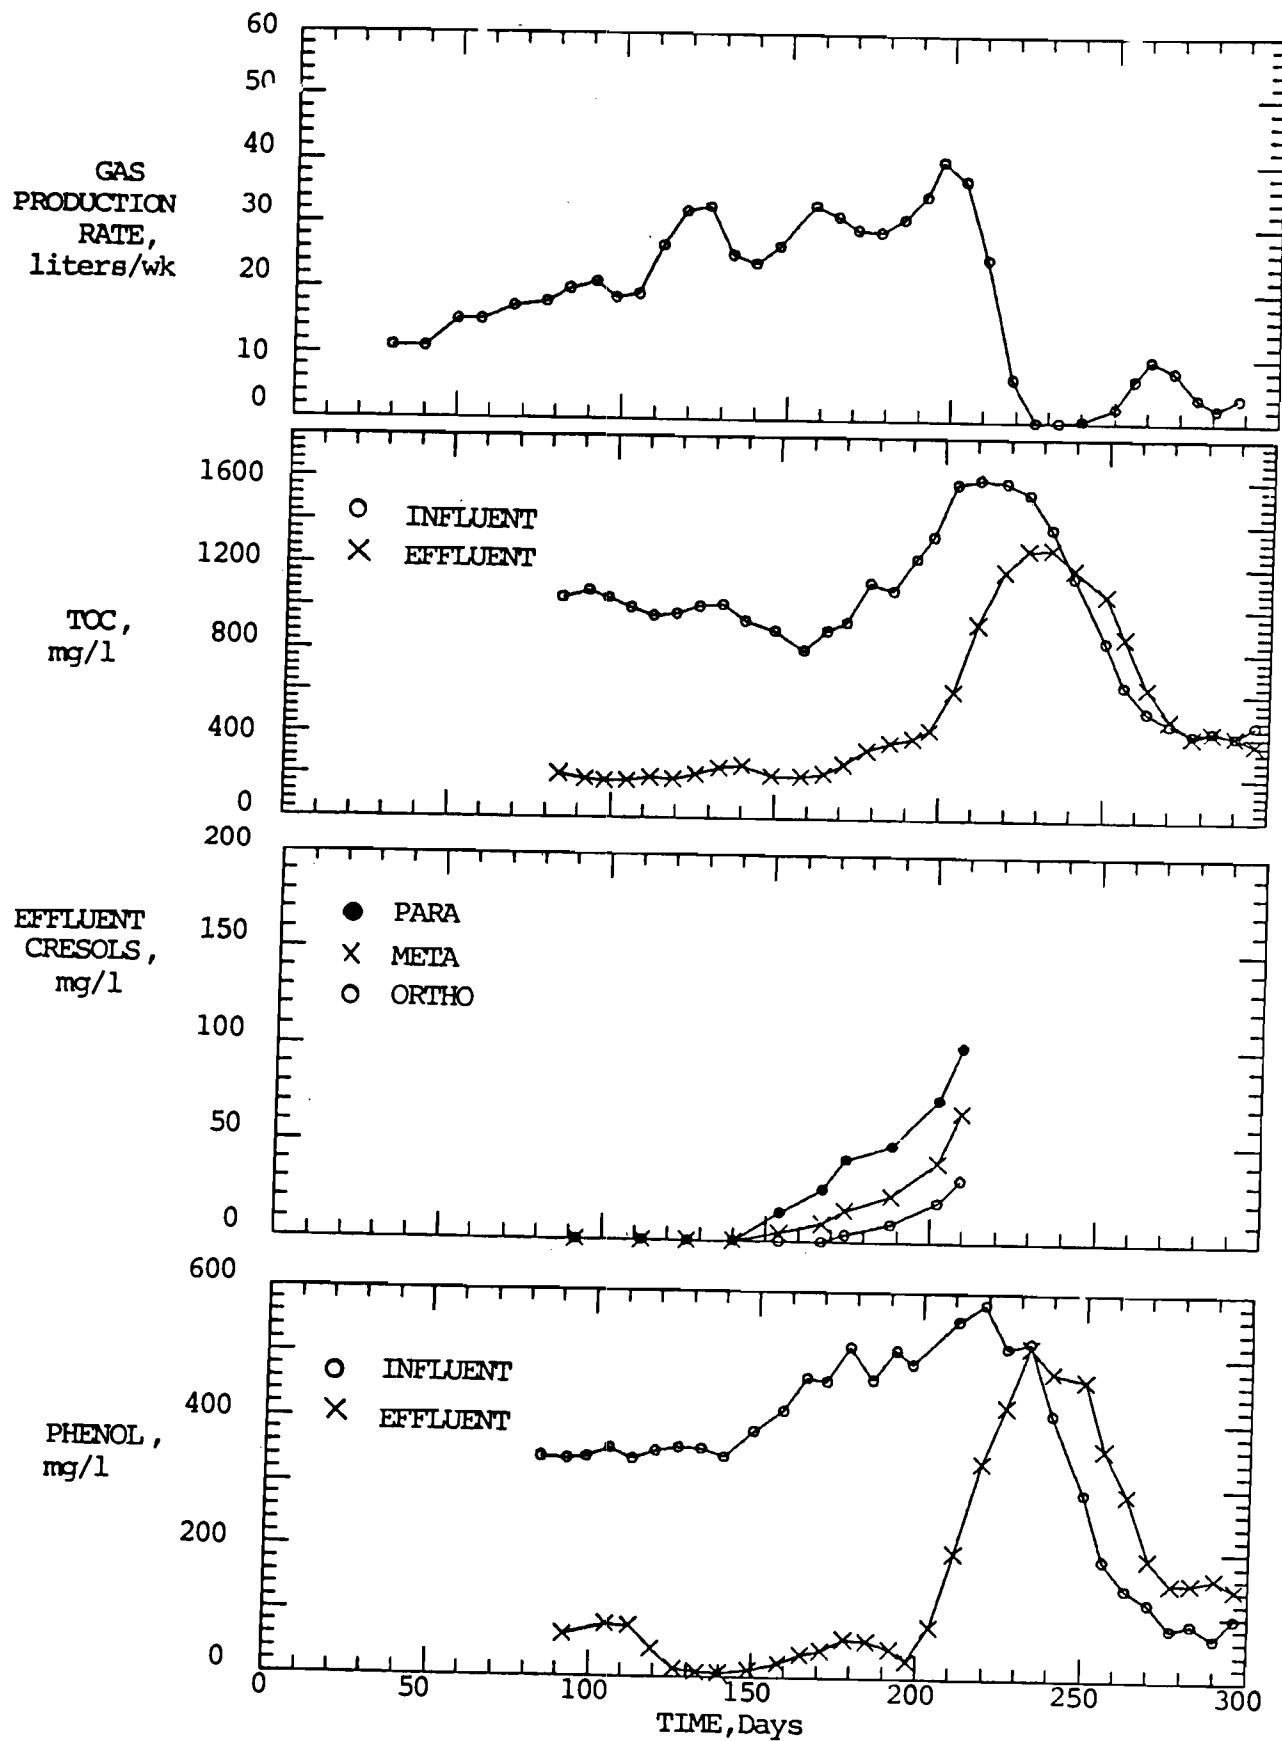 60
50
40
30
20
10
0
GAS
PRODUCTION
RATE,
liters/wk
1600
1200
800
400
0
INFLUENT
EFFLUENT
TOC,
mg/l
200
150
100
50
0
EFFLUENT
CRESOLS,
mg/l
PARA
META
ORTHO
600
400
200
0
INFLUENT
EFFLUENT
PHENOL,
mg/l
0 50 100 150 200 250 300
TIME,Days